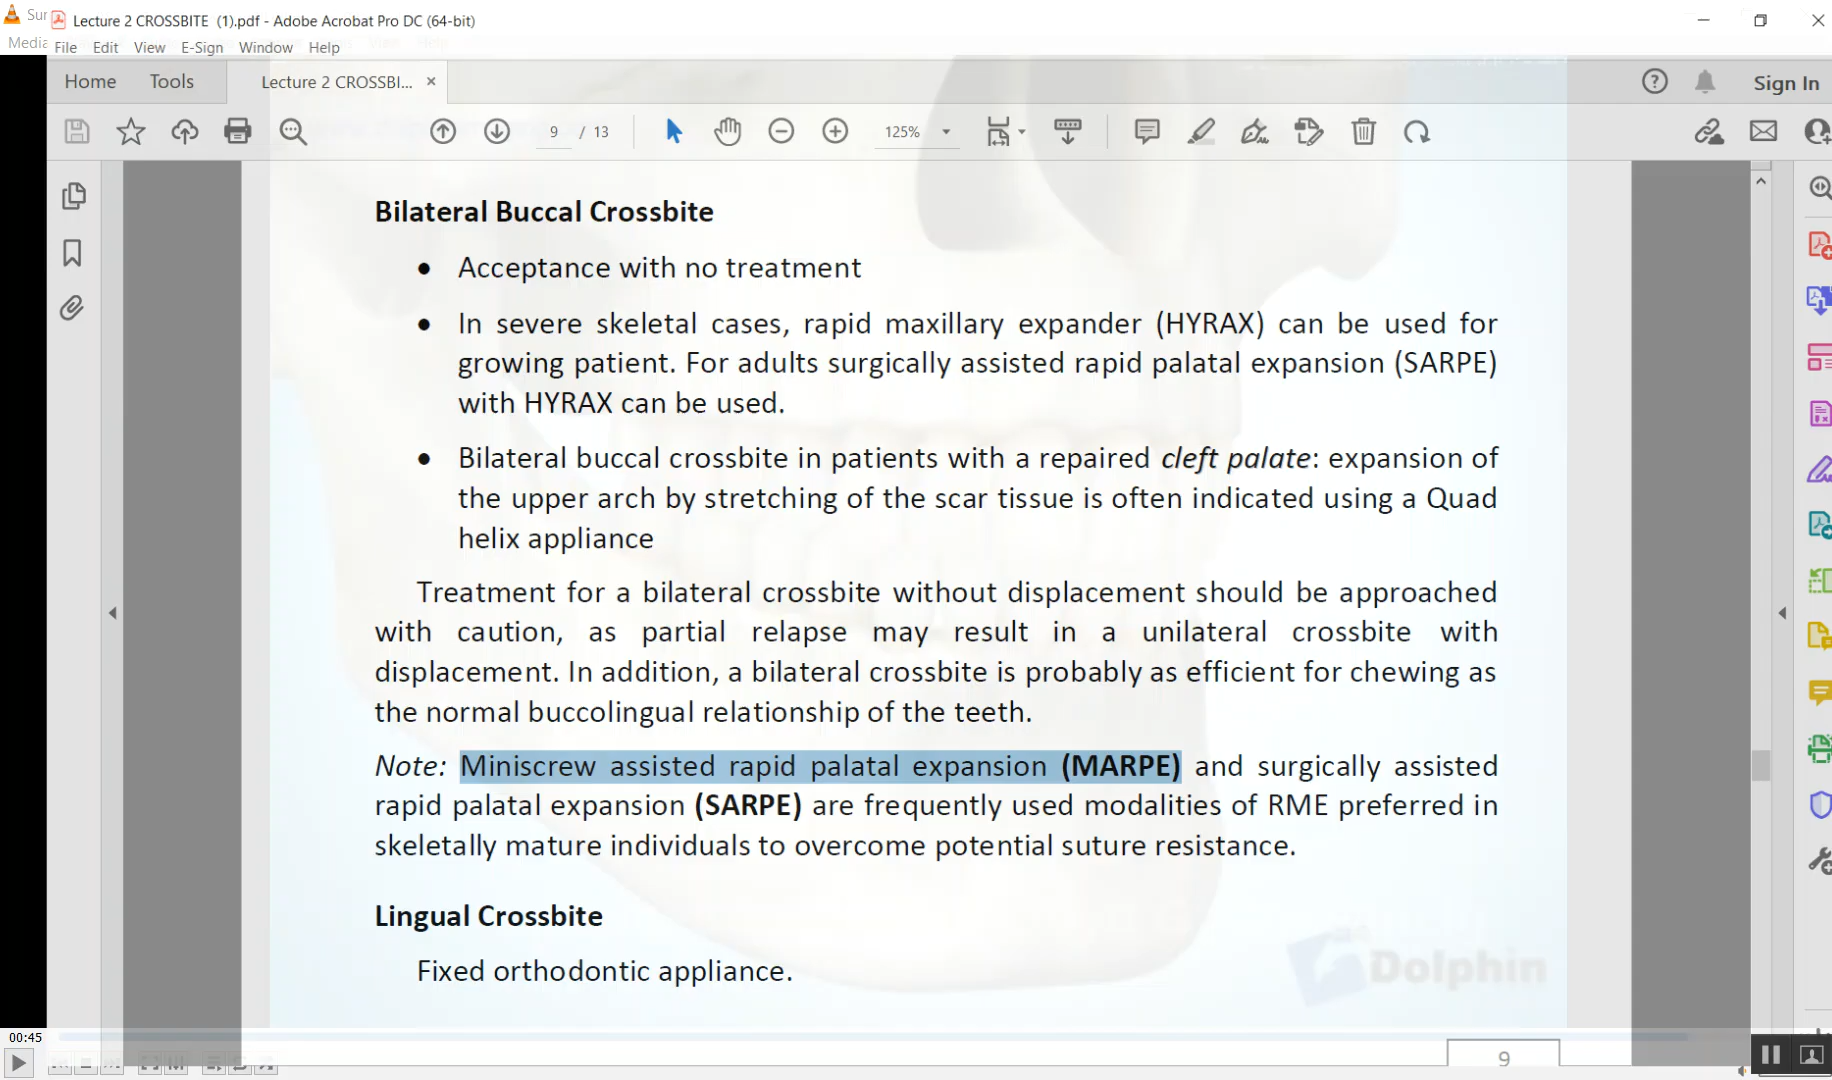 Sur
Lecture 2 CROSSBITE (1).pdf - Adobe Acrobat Pro DC (64-bit)
Media
File Edit View E-Sign Window Help
Home Tools Lecture 2 CROSSBI... × Sign In
9 / 13 125%
Bilateral Buccal Crossbite
• Acceptance with no treatment
• In severe skeletal cases, rapid maxillary expander (HYRAX) can be used for
growing patient. For adults surgically assisted rapid palatal expansion (SARPE)
with HYRAX can be used.
• Bilateral buccal crossbite in patients with a repaired cleft palate: expansion of
the upper arch by stretching of the scar tissue is often indicated using a Quad
helix appliance
Treatment for a bilateral crossbite without displacement should be approached
with caution, as partial relapse may result in a unilateral crossbite with
displacement. In addition, a bilateral crossbite is probably as efficient for chewing as
the normal buccolingual relationship of the teeth.
Note: Miniscrew assisted rapid palatal expansion (MARPE) and surgically assisted
rapid palatal expansion (SARPE) are frequently used modalities of RME preferred in
skeletally mature individuals to overcome potential suture resistance.
Lingual Crossbite
Fixed orthodontic appliance.
Dolphin
00:45
9